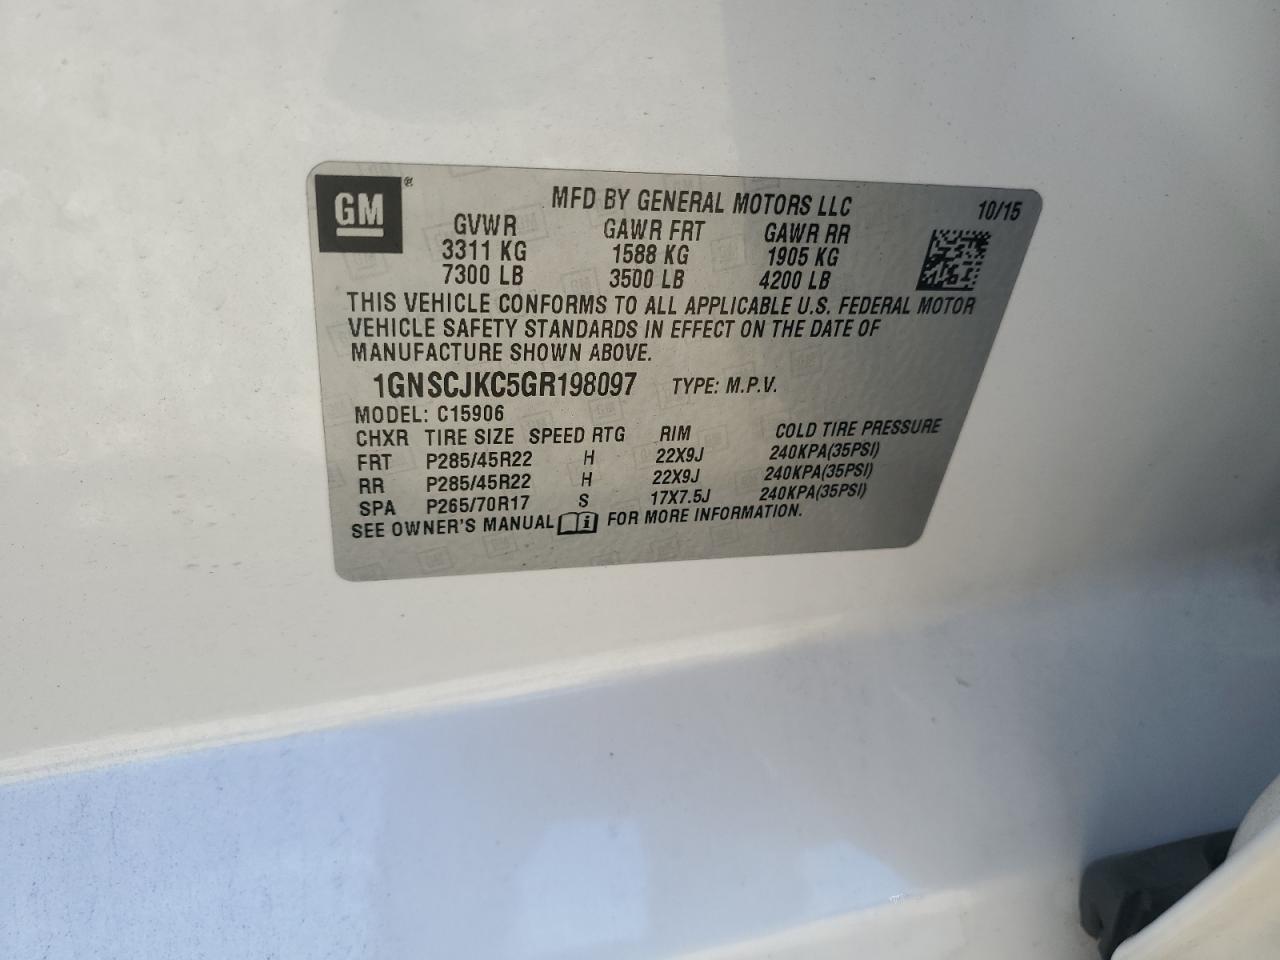 GM®
MFD BY GENERAL MOTORS LLC 10/15
GVWR GAWR FRT GAWR RR
3311 KG 1588 KG 1905 KG
7300 LB 3500 LB 4200 LB
THIS VEHICLE CONFORMS TO ALL APPLICABLE U.S. FEDERAL MOTOR
VEHICLE SAFETY STANDARDS IN EFFECT ON THE DATE OF
MANUFACTURE SHOWN ABOVE.
1GNSCJKC5GR198097 TYPE: M.P.V.
MODEL: C15906
CHXR TIRE SIZE SPEED RTG RIM COLD TIRE PRESSURE
FRT P285/45R22 H 22X9J 240KPA(35PSI)
RR P285/45R22 H 22X9J 240KPA(35PSI)
SPA P265/70R17 S 17X7.5J 240KPA(35PSI)
SEE OWNER'S MANUAL i FOR MORE INFORMATION.